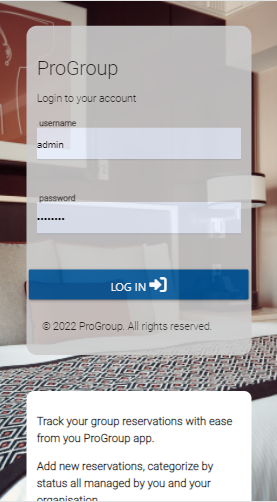 ProGroup
Login to your account
username
admin
password
••••••••
LOG IN
© 2022 ProGroup. All rights reserved.
Track your group reservations with ease
from you ProGroup app.
Add new reservations, categorize by
status all managed by you and your
organisation